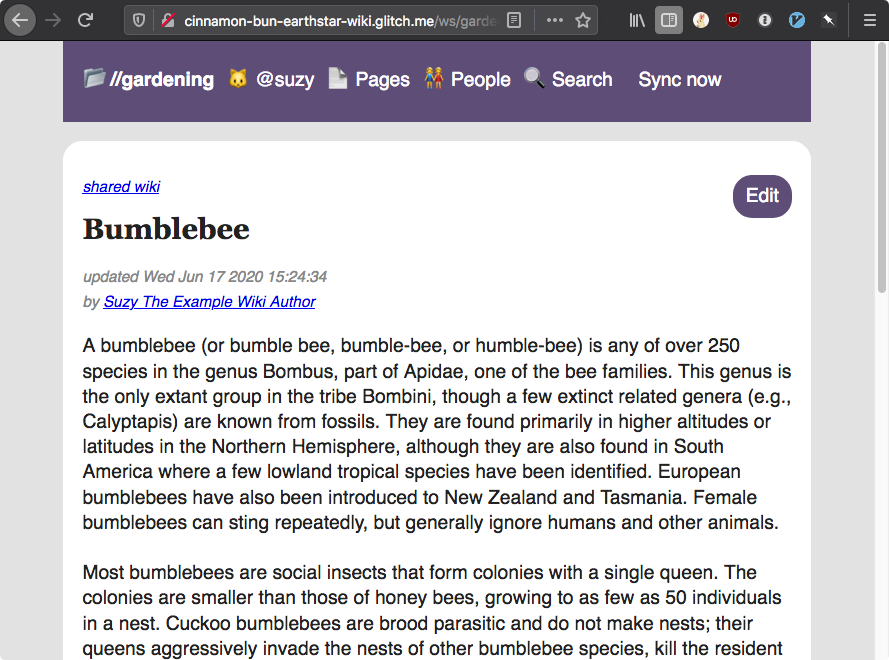 cinnamon-bun-earthstar-wiki.glitch.me/ws/garde
//gardening @suzy Pages People Search Sync now
shared wiki
Edit
Bumblebee
updated Wed Jun 17 2020 15:24:34
by Suzy The Example Wiki Author
A bumblebee (or bumble bee, bumble-bee, or humble-bee) is any of over 250
species in the genus Bombus, part of Apidae, one of the bee families. This genus is
the only extant group in the tribe Bombini, though a few extinct related genera (e.g.,
Calyptapis) are known from fossils. They are found primarily in higher altitudes or
latitudes in the Northern Hemisphere, although they are also found in South
America where a few lowland tropical species have been identified. European
bumblebees have also been introduced to New Zealand and Tasmania. Female
bumblebees can sting repeatedly, but generally ignore humans and other animals.
Most bumblebees are social insects that form colonies with a single queen. The
colonies are smaller than those of honey bees, growing to as few as 50 individuals
in a nest. Cuckoo bumblebees are brood parasitic and do not make nests; their
queens aggressively invade the nests of other bumblebee species, kill the resident